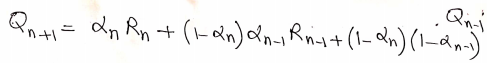 Q_{n+1} = α_n R_n + (1-α_n) α_{n-1} R_{n-1} + (1-α_n) (1-α_{n-1}) Q_{n-1}